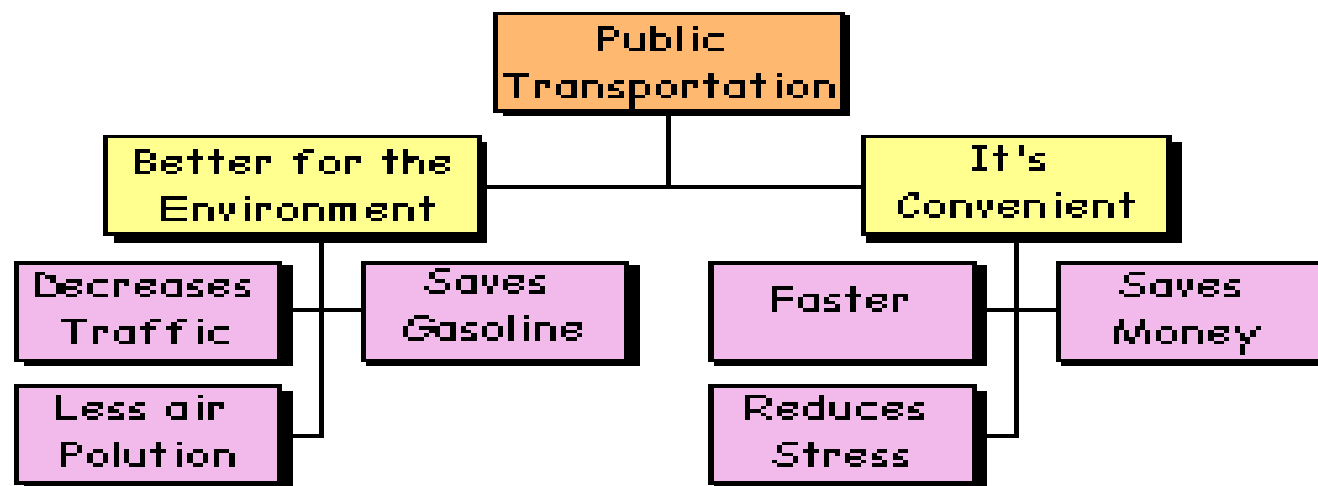 Public
Transportation
Better for the
Environment
It's
Convenient
Decreases
Traffic
Saves
Gasoline
Faster
Saves
Money
Less air
Polution
Reduces
Stress